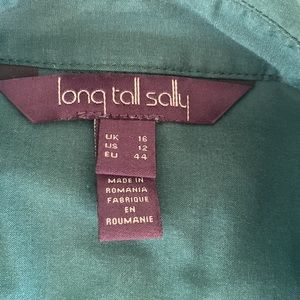 long tall sally
UK 16
US 12
EU 44
MADE IN
ROMANIA
FABRIQUE
EN
ROUMANIE